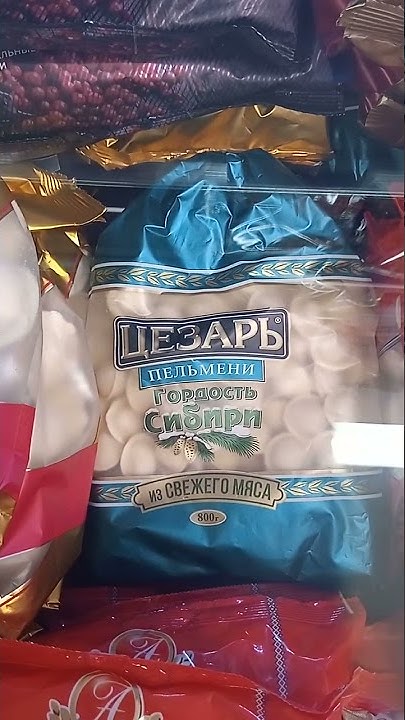 ЦЕЗАРЬ®
ПЕЛЬМЕНИ
Гордость
Сибири
из СВЕЖЕГО МЯСА
800г